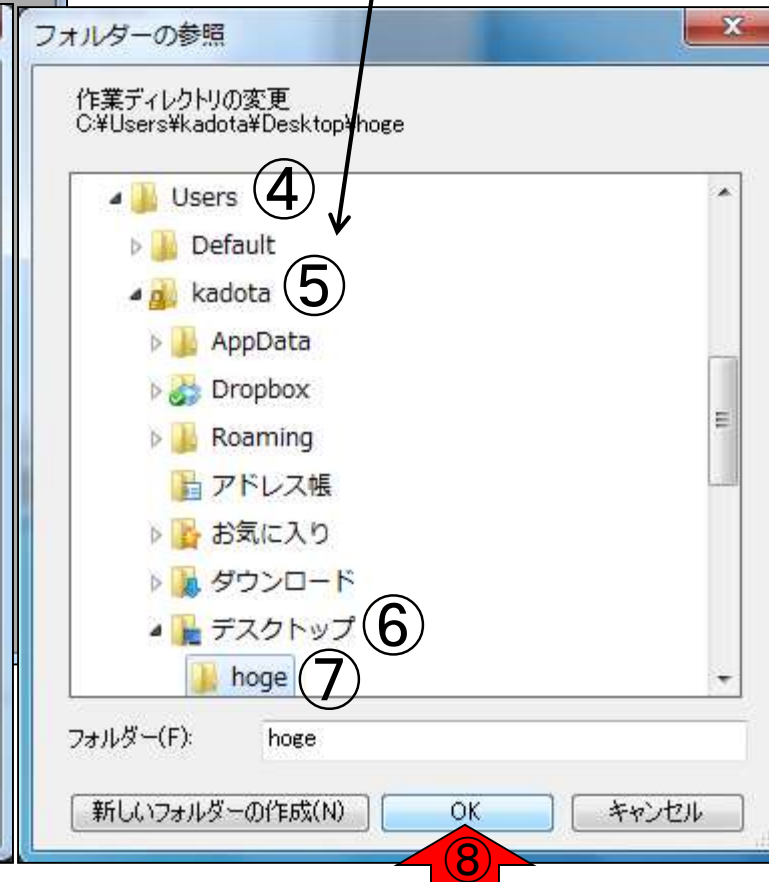 フォルダーの参照
x
作業ディレクトリの変更
C:¥Users¥kadota¥Desktop¥hoge
Users ④
Default
kadota ⑤
AppData
Dropbox
Roaming
アドレス帳
お気に入り
ダウンロード
デスクトップ ⑥
hoge ⑦
フォルダー(F): hoge
新しいフォルダーの作成(N) OK キャンセル
⑧